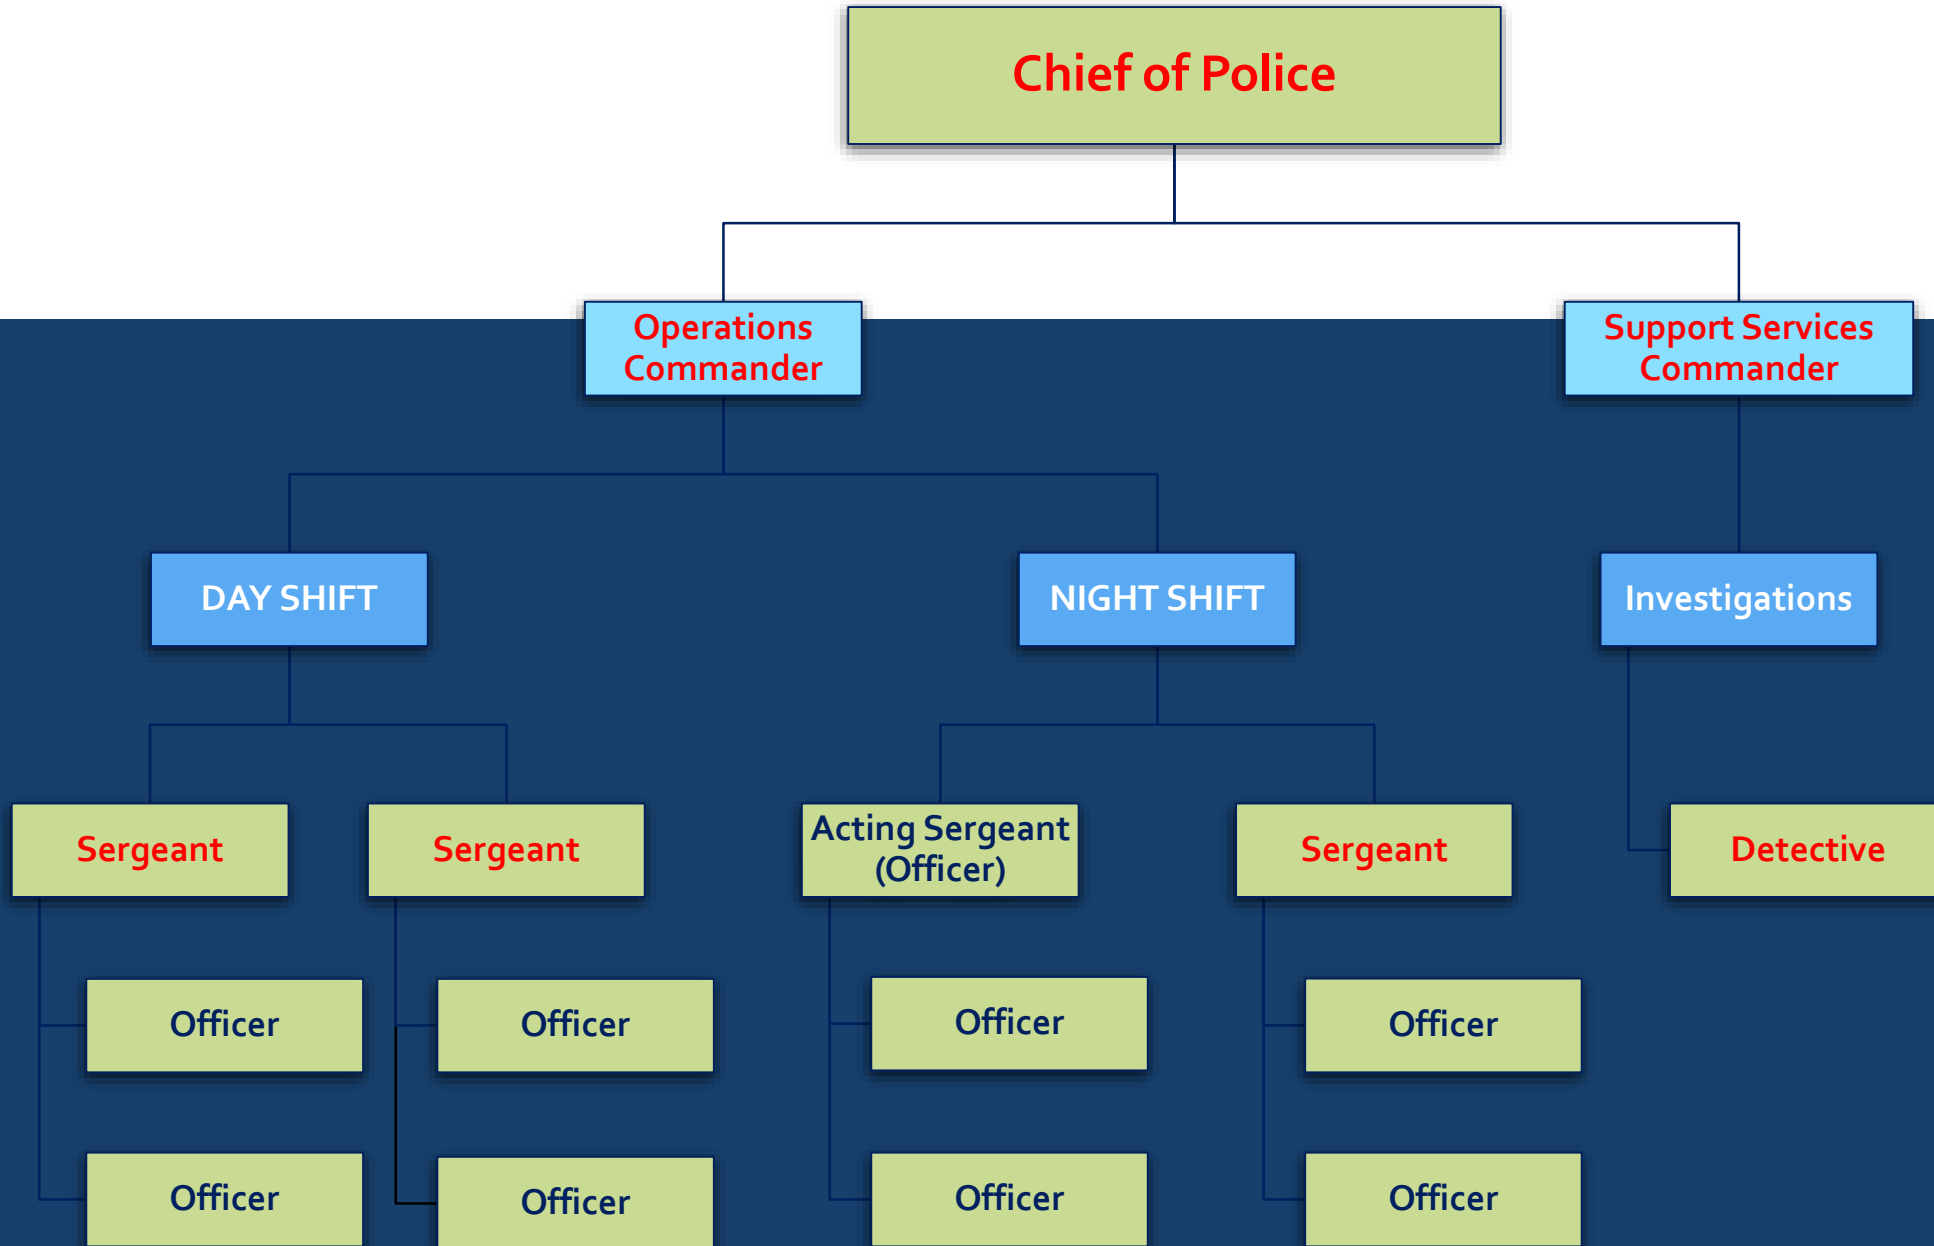 Chief of Police
Operations
Commander
Support Services
Commander
DAY SHIFT
NIGHT SHIFT
Investigations
Sergeant
Sergeant
Acting Sergeant
(Officer)
Sergeant
Detective
Officer
Officer
Officer
Officer
Officer
Officer
Officer
Officer